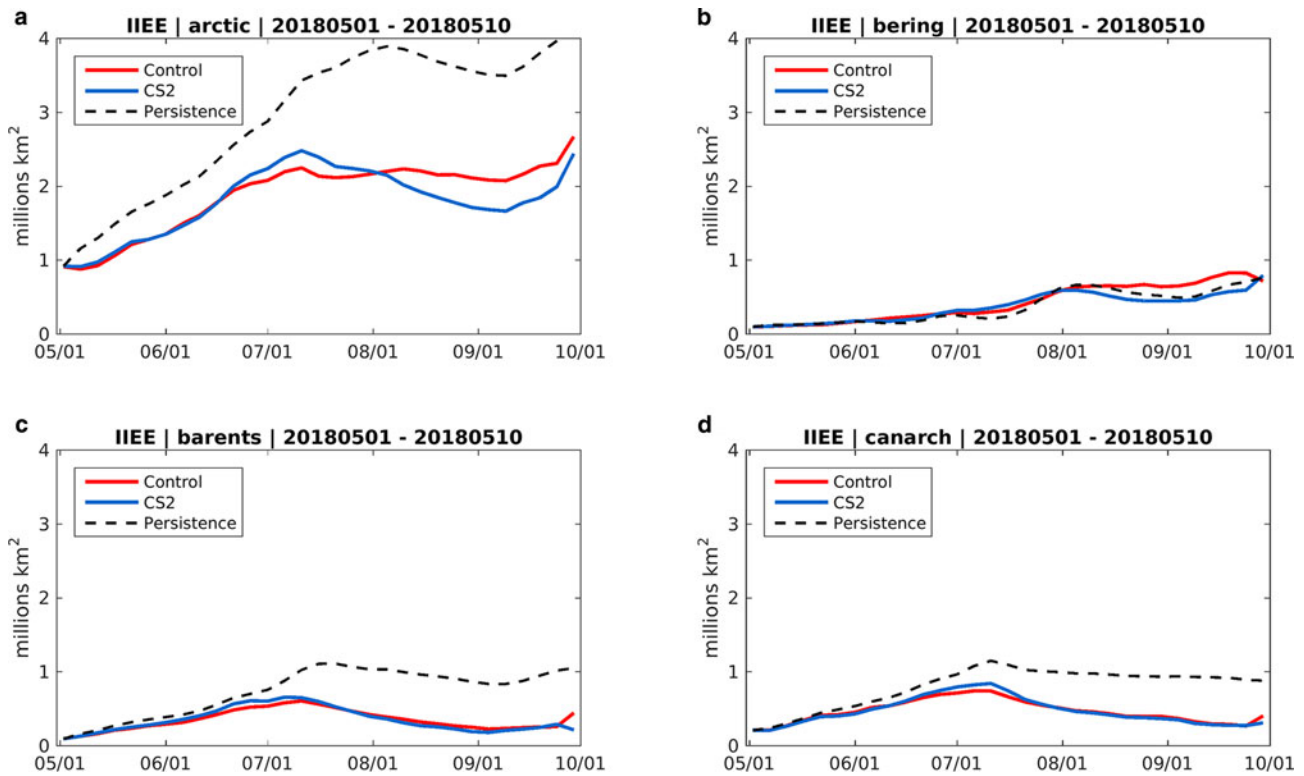 a
IIEE | arctic | 20180501 - 20180510
millions km²
4
3
2
1
0
Control
CS2
Persistence
05/01 06/01 07/01 08/01 09/01 10/01
b
IIEE | bering | 20180501 - 20180510
millions km²
4
3
2
1
0
Control
CS2
Persistence
05/01 06/01 07/01 08/01 09/01 10/01
c
IIEE | barents | 20180501 - 20180510
millions km²
4
3
2
1
0
Control
CS2
Persistence
05/01 06/01 07/01 08/01 09/01 10/01
d
IIEE | canarch | 20180501 - 20180510
millions km²
4
3
2
1
0
Control
CS2
Persistence
05/01 06/01 07/01 08/01 09/01 10/01